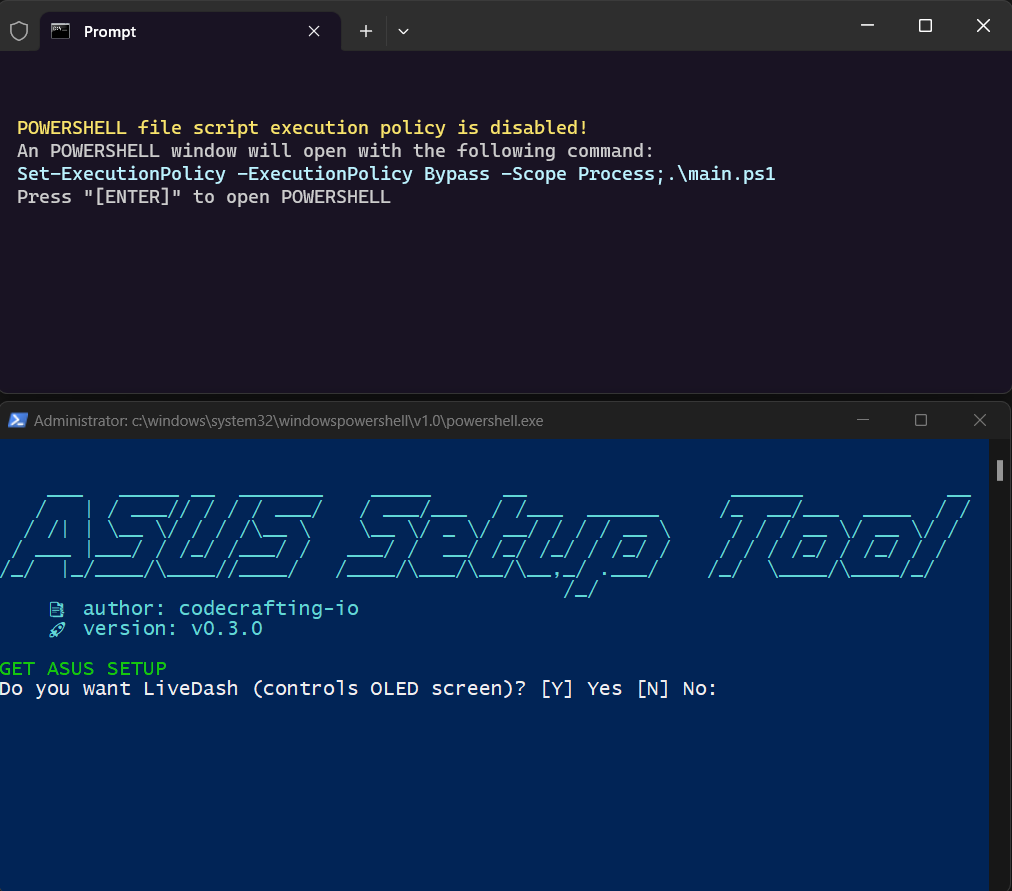 Prompt
POWERSHELL file script execution policy is disabled!
An POWERSHELL window will open with the following command:
Set-ExecutionPolicy -ExecutionPolicy Bypass -Scope Process;.\main.ps1
Press "[ENTER]" to open POWERSHELL
Administrator: c:\windows\system32\windowspowershell\v1.0\powershell.exe
ASUS Setup Tool
author: codecrafting-io
version: v0.3.0
GET ASUS SETUP
Do you want LiveDash (controls OLED screen)? [Y] Yes [N] No: